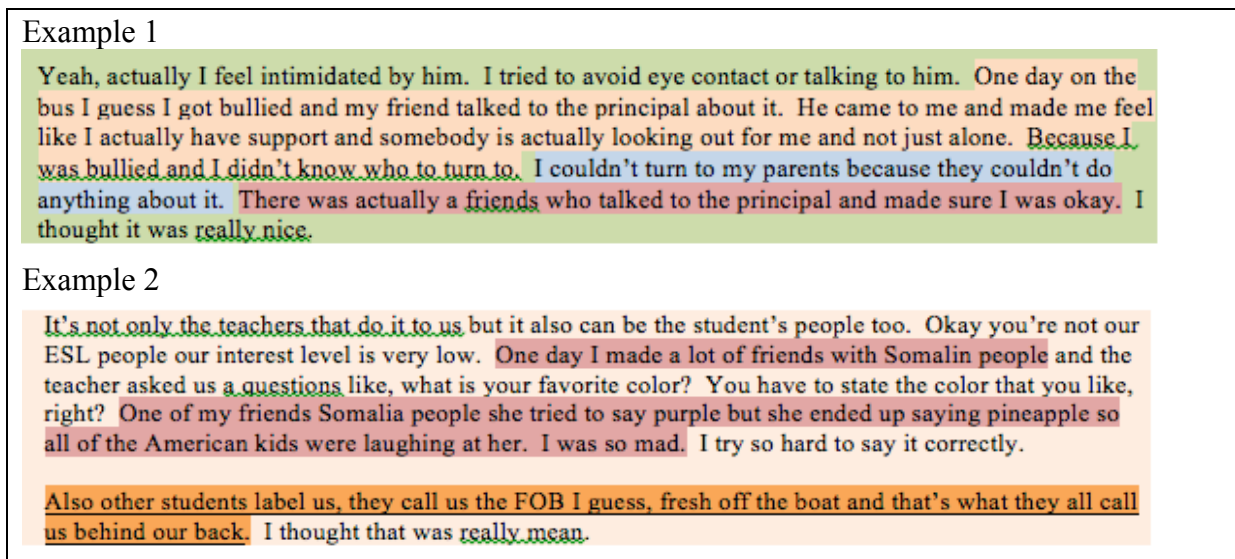 Example 1
Yeah, actually I feel intimidated by him. I tried to avoid eye contact or talking to him. One day on the
bus I guess I got bullied and my friend talked to the principal about it. He came to me and made me feel
like I actually have support and somebody is actually looking out for me and not just alone. Because I
was bullied and I didn't know who to turn to. I couldn't turn to my parents because they couldn't do
anything about it. There was actually a friends who talked to the principal and made sure I was okay. I
thought it was really nice.
Example 2
It's not only the teachers that do it to us but it also can be the student's people too. Okay you're not our
ESL people our interest level is very low. One day I made a lot of friends with Somalin people and the
teacher asked us a questions like, what is your favorite color? You have to state the color that you like,
right? One of my friends Somalia people she tried to say purple but she ended up saying pineapple so
all of the American kids were laughing at her. I was so mad. I try so hard to say it correctly.
Also other students label us, they call us the FOB I guess, fresh off the boat and that's what they all call
us behind our back. I thought that was really mean.